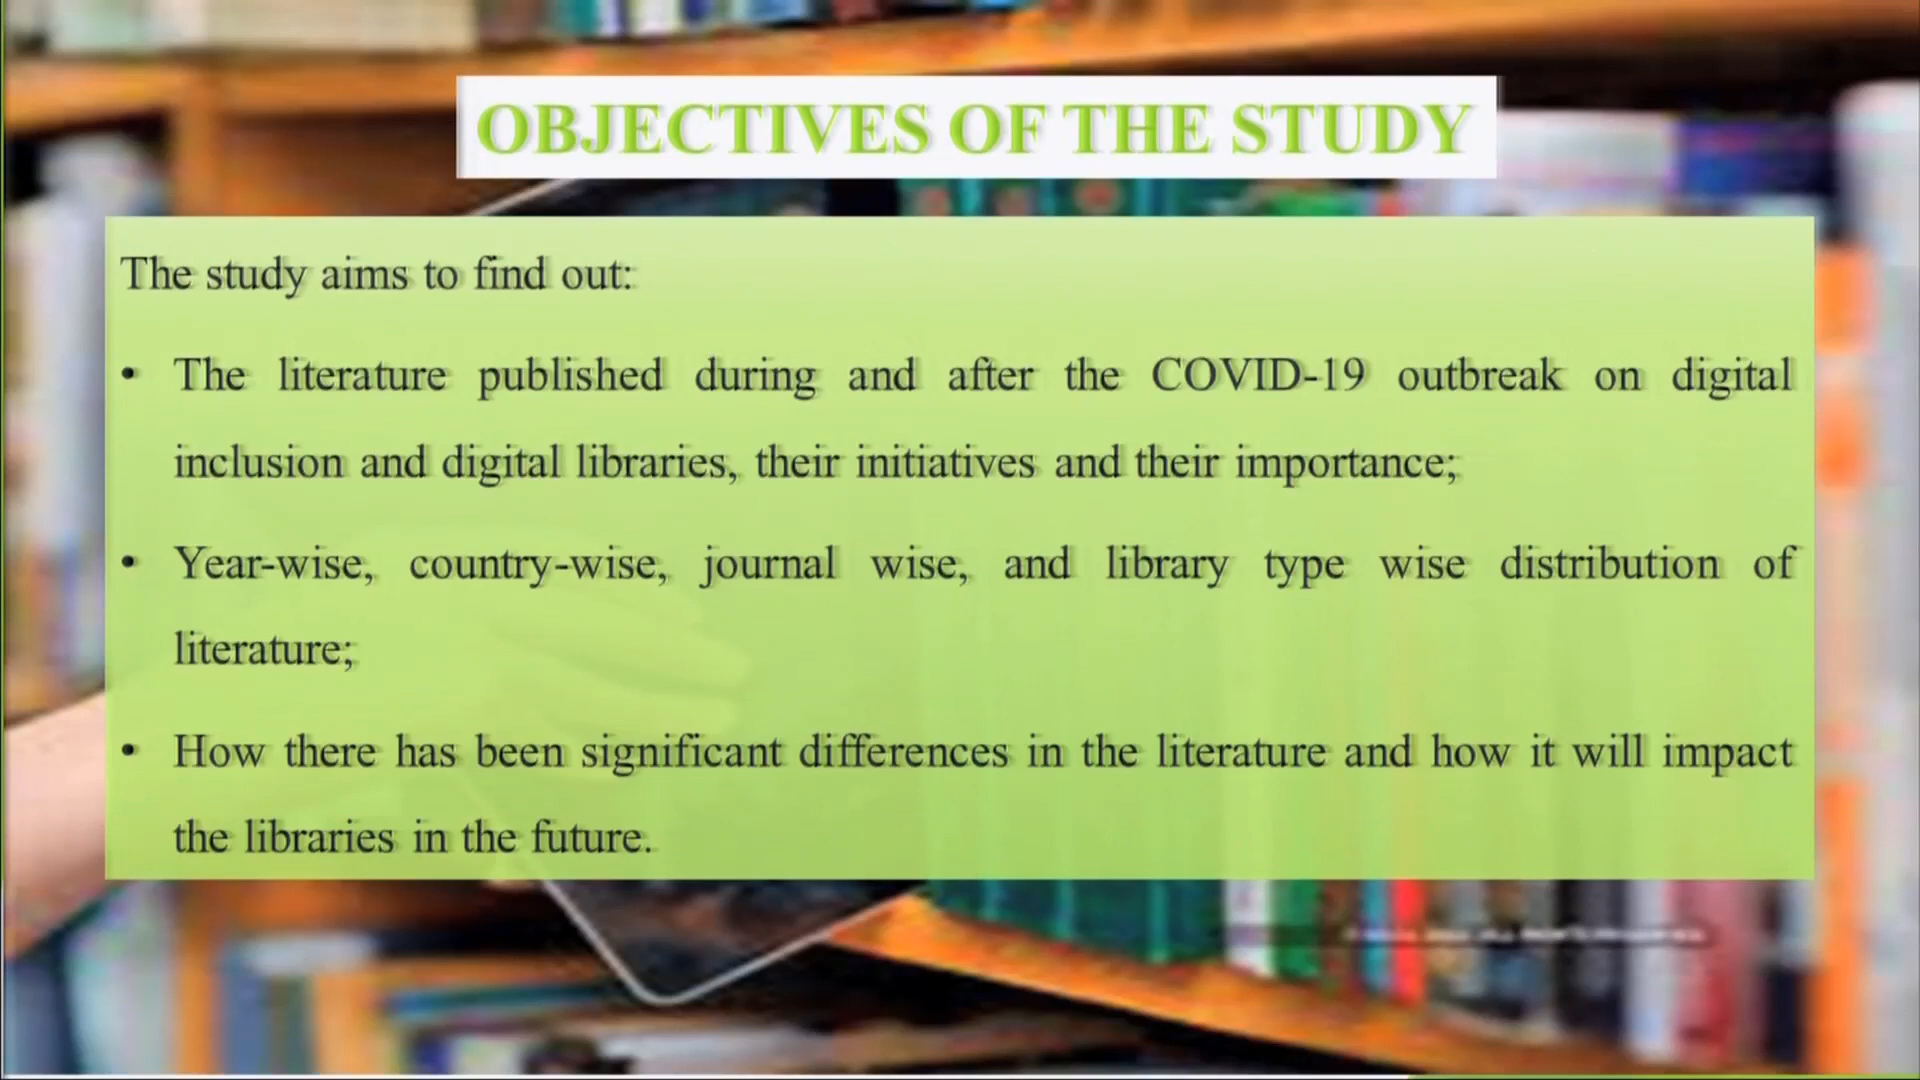 OBJECTIVES OF THE STUDY
The study aims to find out:
• The literature published during and after the COVID-19 outbreak on digital
inclusion and digital libraries, their initiatives and their importance;
• Year-wise, country-wise, journal wise, and library type wise distribution of
literature;
• How there has been significant differences in the literature and how it will impact
the libraries in the future.